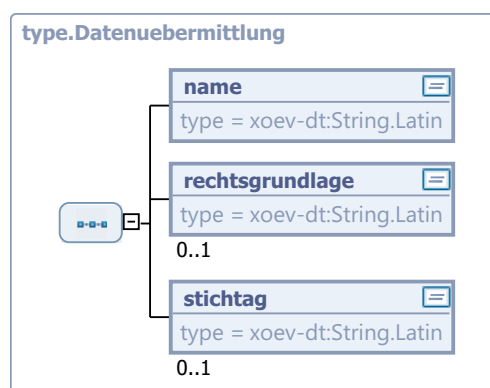 type.Datenuebermittlung
name
type = xoev-dt:String.Latin
rechtsgrundlage
type = xoev-dt:String.Latin
0..1
stichtag
type = xoev-dt:String.Latin
0..1